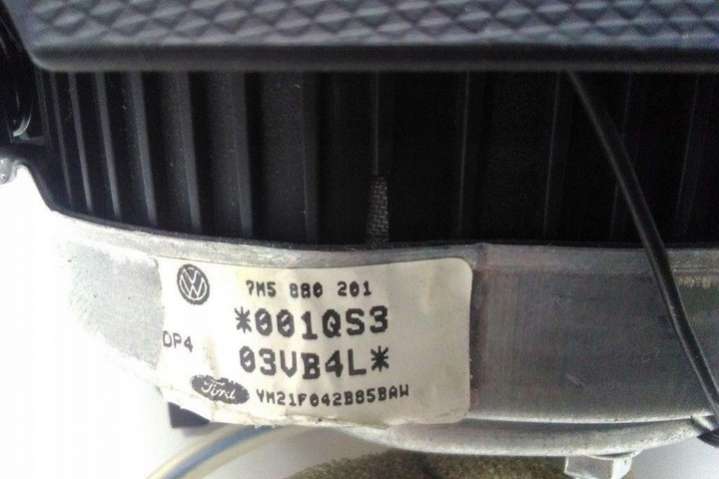 7M5 880 201
*001QS3
DP4
03VB4L*
Ford
YM21F042B85BAW